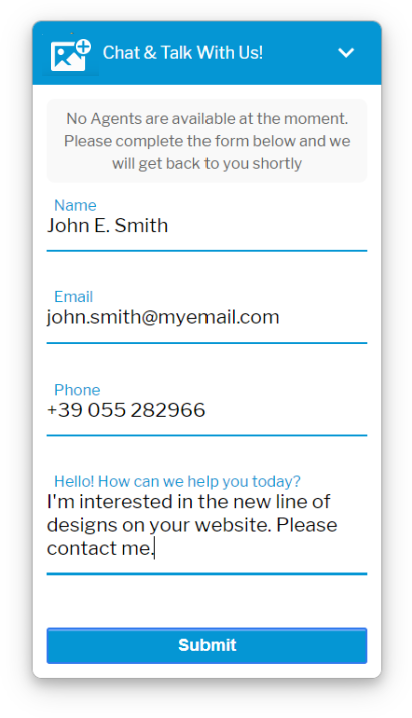 Chat & Talk With Us!
No Agents are available at the moment.
Please complete the form below and we
will get back to you shortly
Name
John E. Smith
Email
john.smith@myemail.com
Phone
+39 055 282966
Hello! How can we help you today?
I'm interested in the new line of
designs on your website. Please
contact me.
Submit